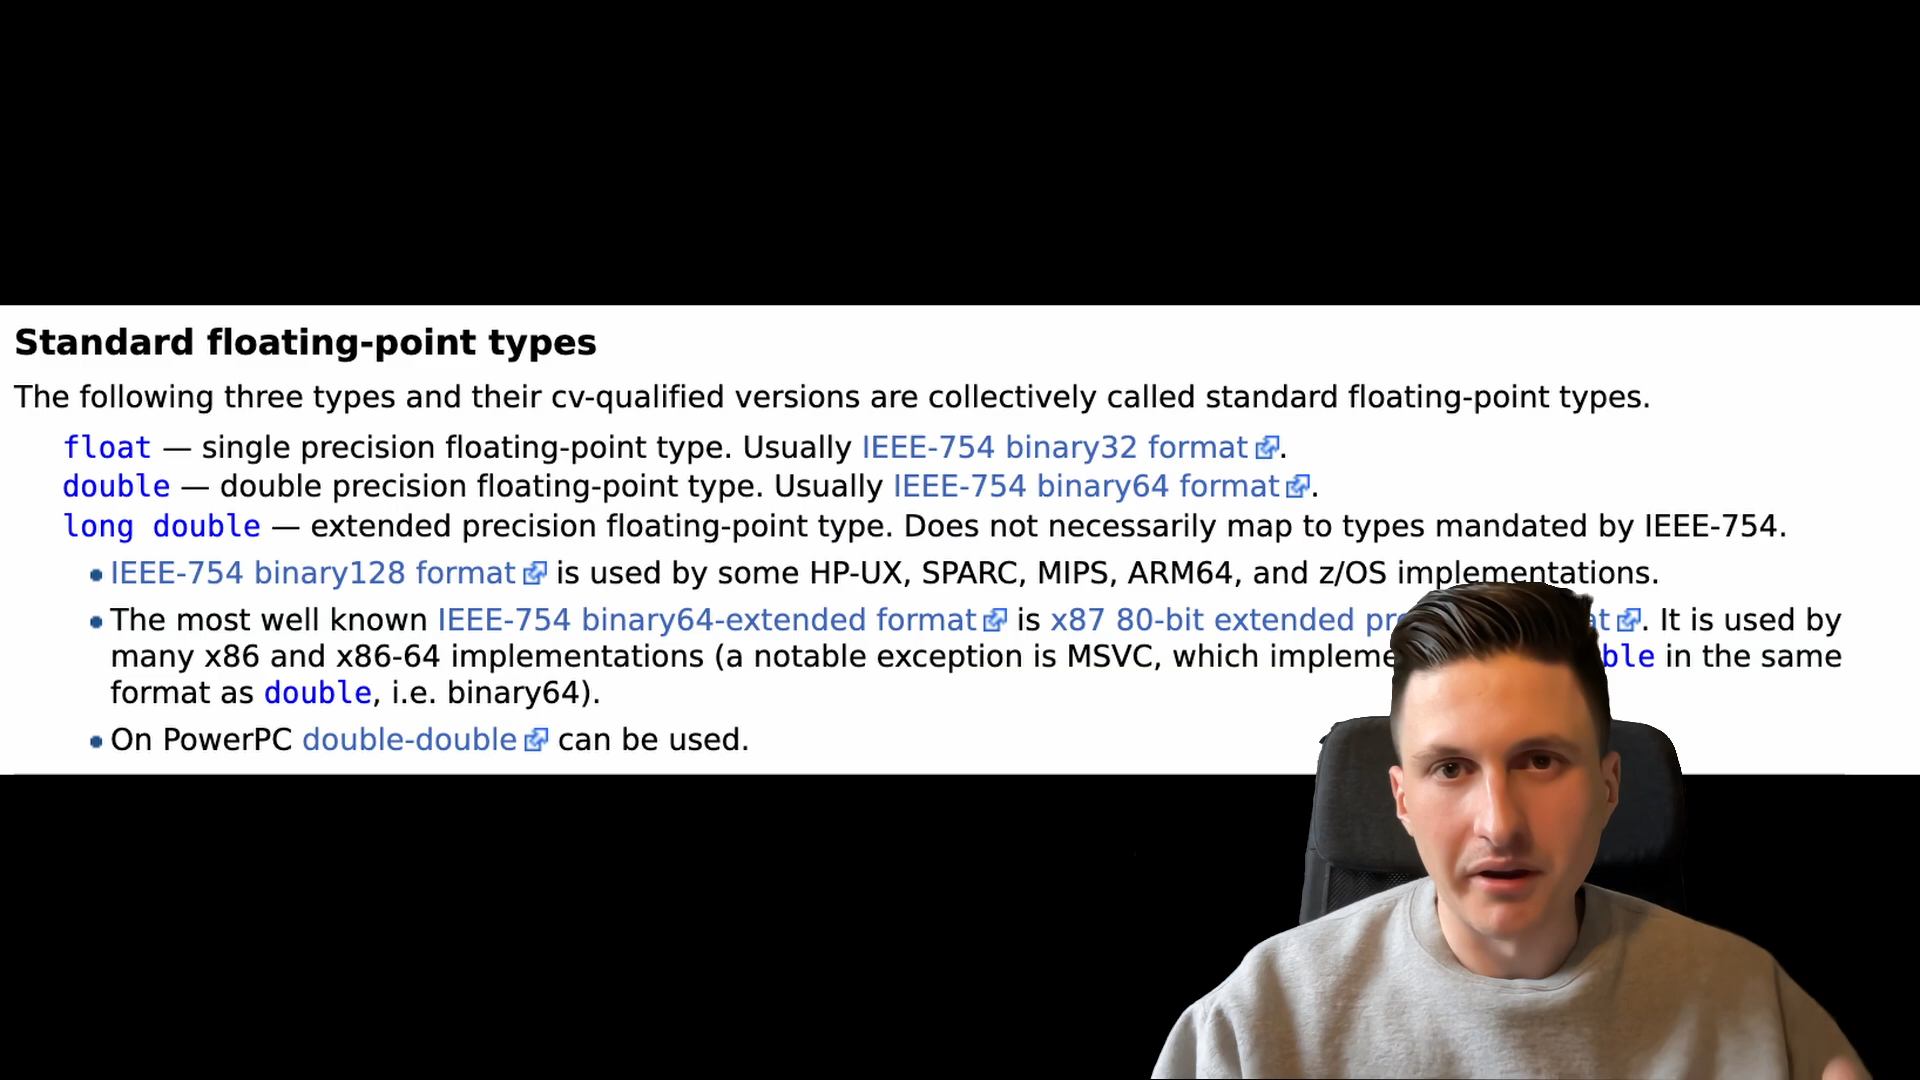 Standard floating-point types
The following three types and their cv-qualified versions are collectively called standard floating-point types.
float — single precision floating-point type. Usually IEEE-754 binary32 format.
double — double precision floating-point type. Usually IEEE-754 binary64 format.
long double — extended precision floating-point type. Does not necessarily map to types mandated by IEEE-754.
• IEEE-754 binary128 format is used by some HP-UX, SPARC, MIPS, ARM64, and z/OS implementations.
• The most well known IEEE-754 binary64-extended format is x87 80-bit extended . It is used by
many x86 and x86-64 implementations (a notable exception is MSVC, which in the same
format as double, i.e. binary64).
• On PowerPC double-double can be used.